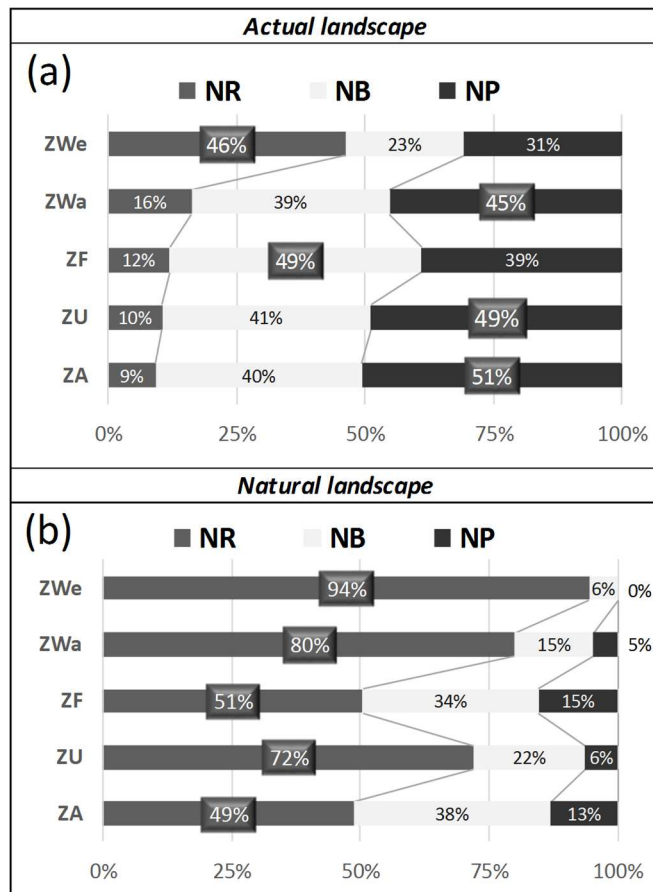 Actual landscape
(a)
NR NB NP
ZWe 46% 23% 31%
ZWa 16% 39% 45%
ZF 12% 49% 39%
ZU 10% 41% 49%
ZA 9% 40% 51%
0% 25% 50% 75% 100%
Natural landscape
(b)
NR NB NP
ZWe 94% 6% 0%
ZWa 80% 15% 5%
ZF 51% 34% 15%
ZU 72% 22% 6%
ZA 49% 38% 13%
0% 25% 50% 75% 100%